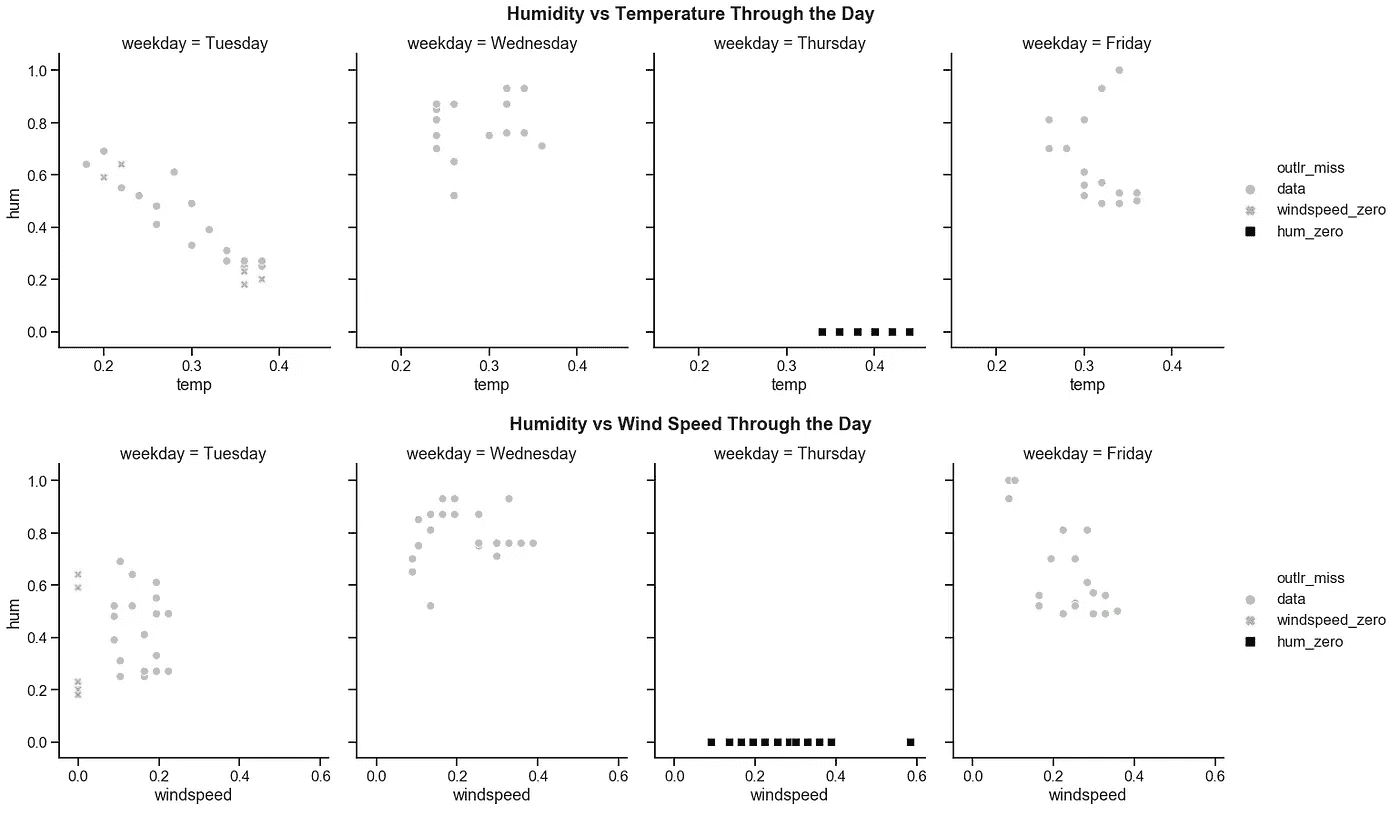 Humidity vs Temperature Through the Day
weekday = Tuesday weekday = Wednesday weekday = Thursday weekday = Friday
1.0
0.8
0.6
0.4
0.2
0.0
hum
outlr_miss
data
windspeed_zero
hum_zero
0.2 0.3 0.4 0.2 0.3 0.4 0.2 0.3 0.4 0.2 0.3 0.4
temp temp temp temp
Humidity vs Wind Speed Through the Day
weekday = Tuesday weekday = Wednesday weekday = Thursday weekday = Friday
1.0
0.8
0.6
0.4
0.2
0.0
hum
outlr_miss
data
windspeed_zero
hum_zero
0.0 0.2 0.4 0.6 0.0 0.2 0.4 0.6 0.0 0.2 0.4 0.6 0.0 0.2 0.4 0.6
windspeed windspeed windspeed windspeed